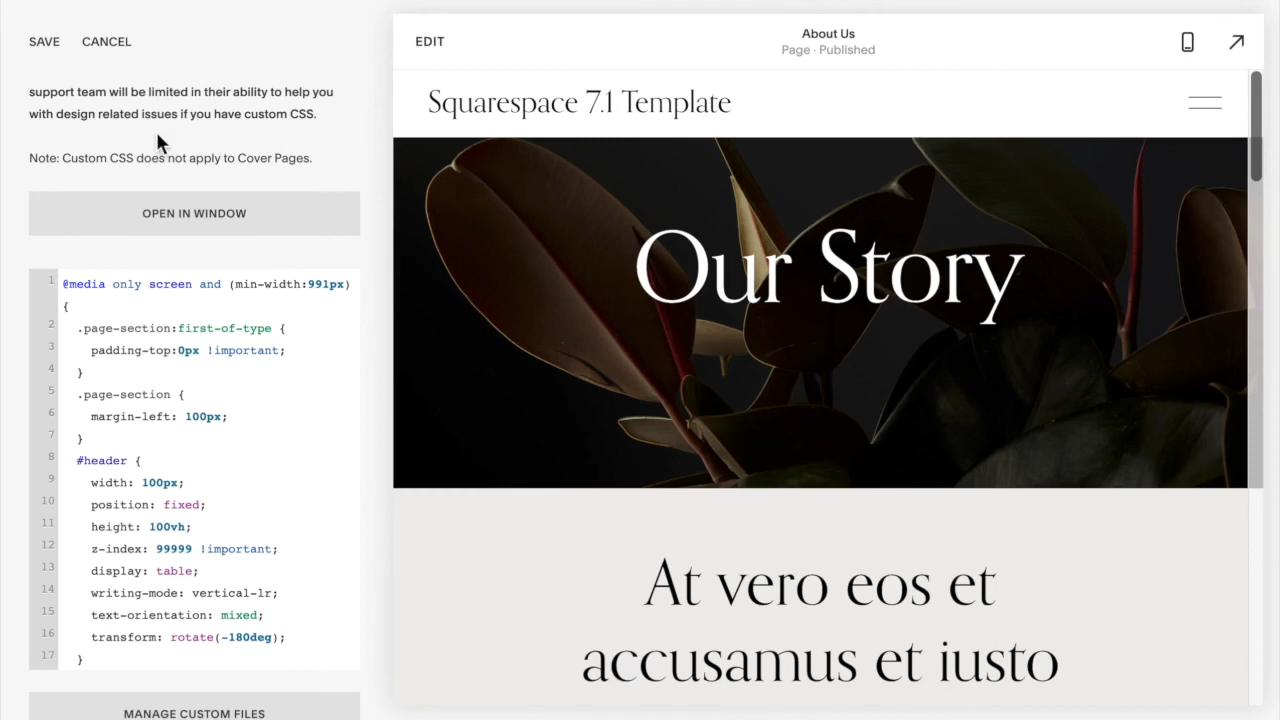 SAVE CANCEL
support team will be limited in their ability to help you
with design related issues if you have custom CSS.
Note: Custom CSS does not apply to Cover Pages.
OPEN IN WINDOW
1 @media only screen and (min-width:991px)
{
2 .page-section:first-of-type {
3 padding-top:0px !important;
4 }
5 .page-section {
6 margin-left: 100px;
7 }
8 #header {
9 width: 100px;
10 position: fixed;
11 height: 100vh;
12 z-index: 99999 !important;
13 display: table;
14 writing-mode: vertical-lr;
15 text-orientation: mixed;
16 transform: rotate(-180deg);
17 }
MANAGE CUSTOM FILES
EDIT
About Us
Page · Published
Squarespace 7.1 Template
Our Story
At vero eos et
accusamus et iusto